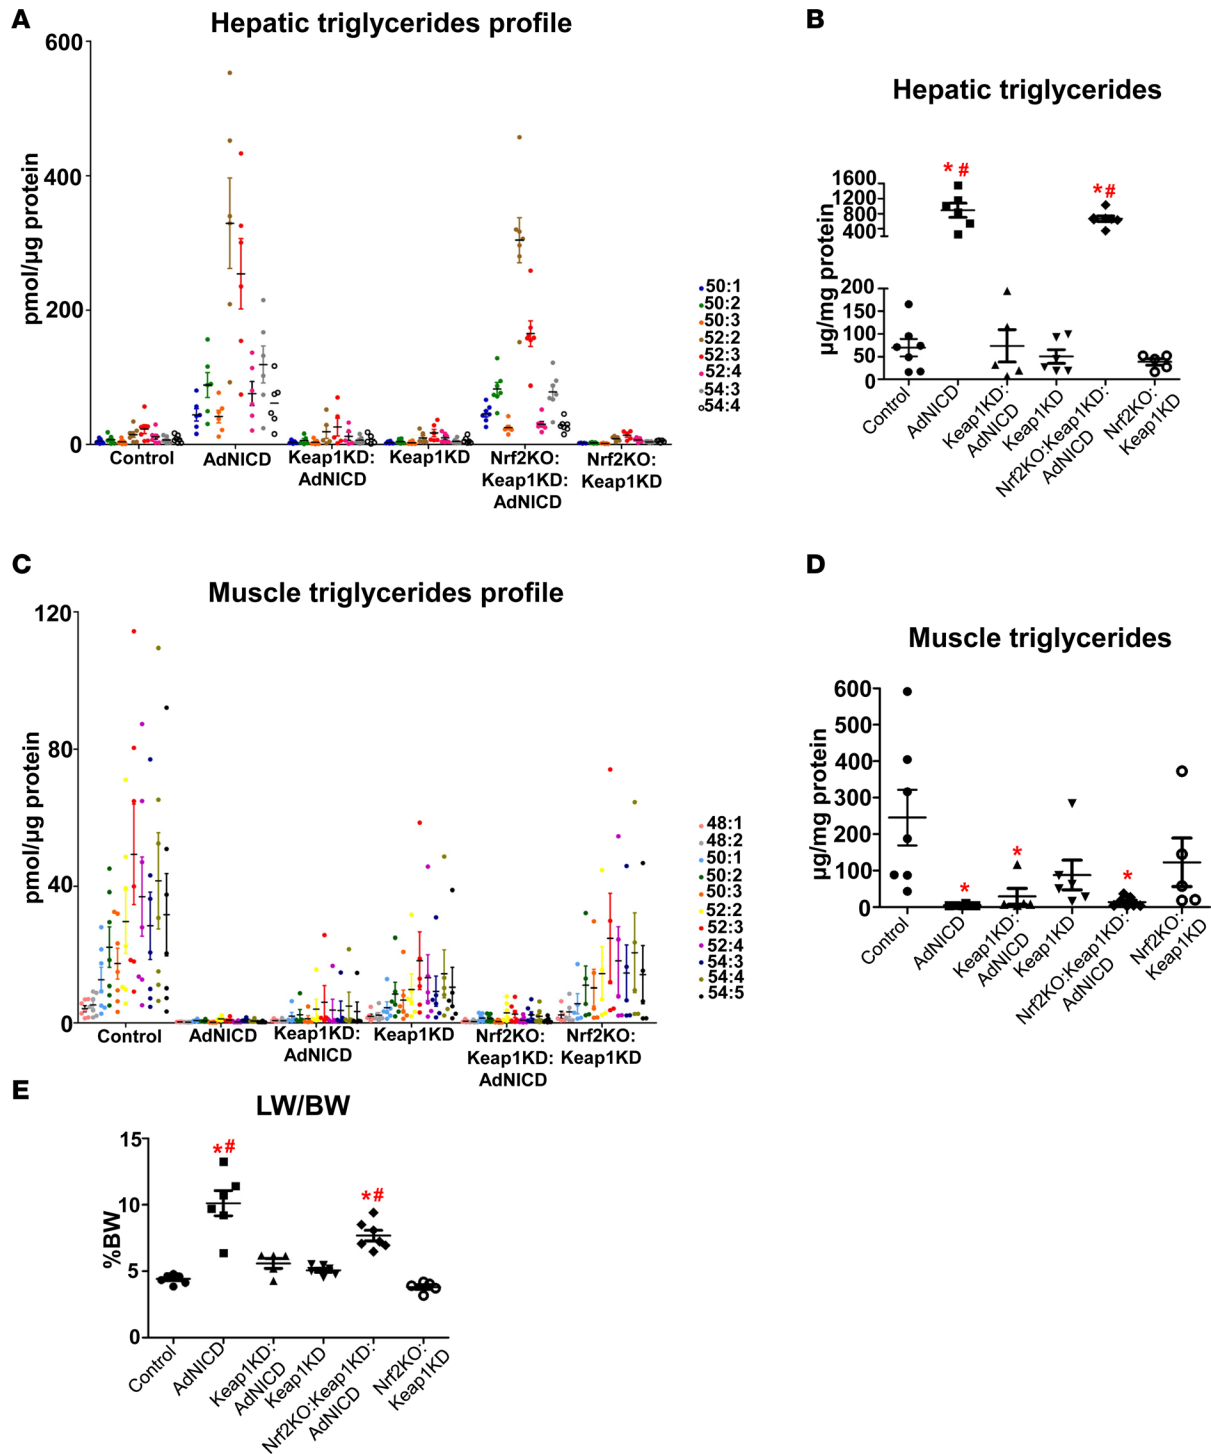 A
Hepatic triglycerides profile
600
400
200
0
pmol/µg protein
Control
AdNICD
Keap1KD:
AdNICD
Keap1KD
Nrf2KO:
Keap1KD:
AdNICD
Nrf2KO:
Keap1KD
50:1
50:2
50:3
52:2
52:3
52:4
54:3
54:4
B
Hepatic triglycerides
* #
* #
1600
1200
800
400
200
150
100
50
0
µg/mg protein
Control
AdNICD
Keap1KD:
AdNICD
Keap1KD
Nrf2KO:Keap1KD:
AdNICD
Nrf2KO:
Keap1KD
C
Muscle triglycerides profile
120
80
40
0
pmol/µg protein
Control
AdNICD
Keap1KD:
AdNICD
Keap1KD
Nrf2KO:
Keap1KD:
AdNICD
Nrf2KO:
Keap1KD
48:1
48:2
50:1
50:2
50:3
52:2
52:3
52:4
54:3
54:4
54:5
D
Muscle triglycerides
600
500
400
300
200
100
0
µg/mg protein
*
*
*
Control
AdNICD
Keap1KD:
AdNICD
Keap1KD
Nrf2KO:Keap1KD:
AdNICD
Nrf2KO:
Keap1KD
E
LW/BW
15
10
5
0
%BW
*#
*#
Control
AdNICD
Keap1KD:
AdNICD
Keap1KD
Nrf2KO:Keap1KD:
AdNICD
Nrf2KO:
Keap1KD